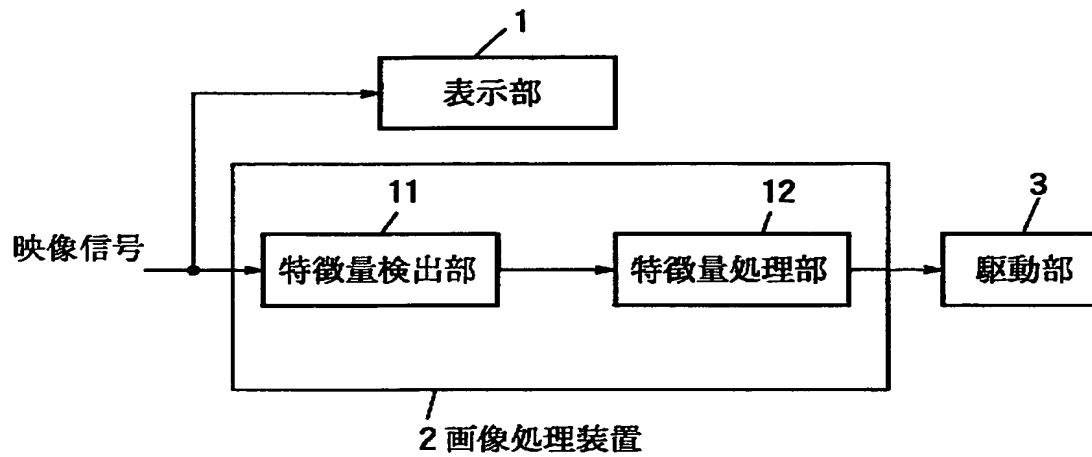 1
表示部
11
12
3
映像信号
特徴量検出部
特徴量処理部
駆動部
2 画像処理装置